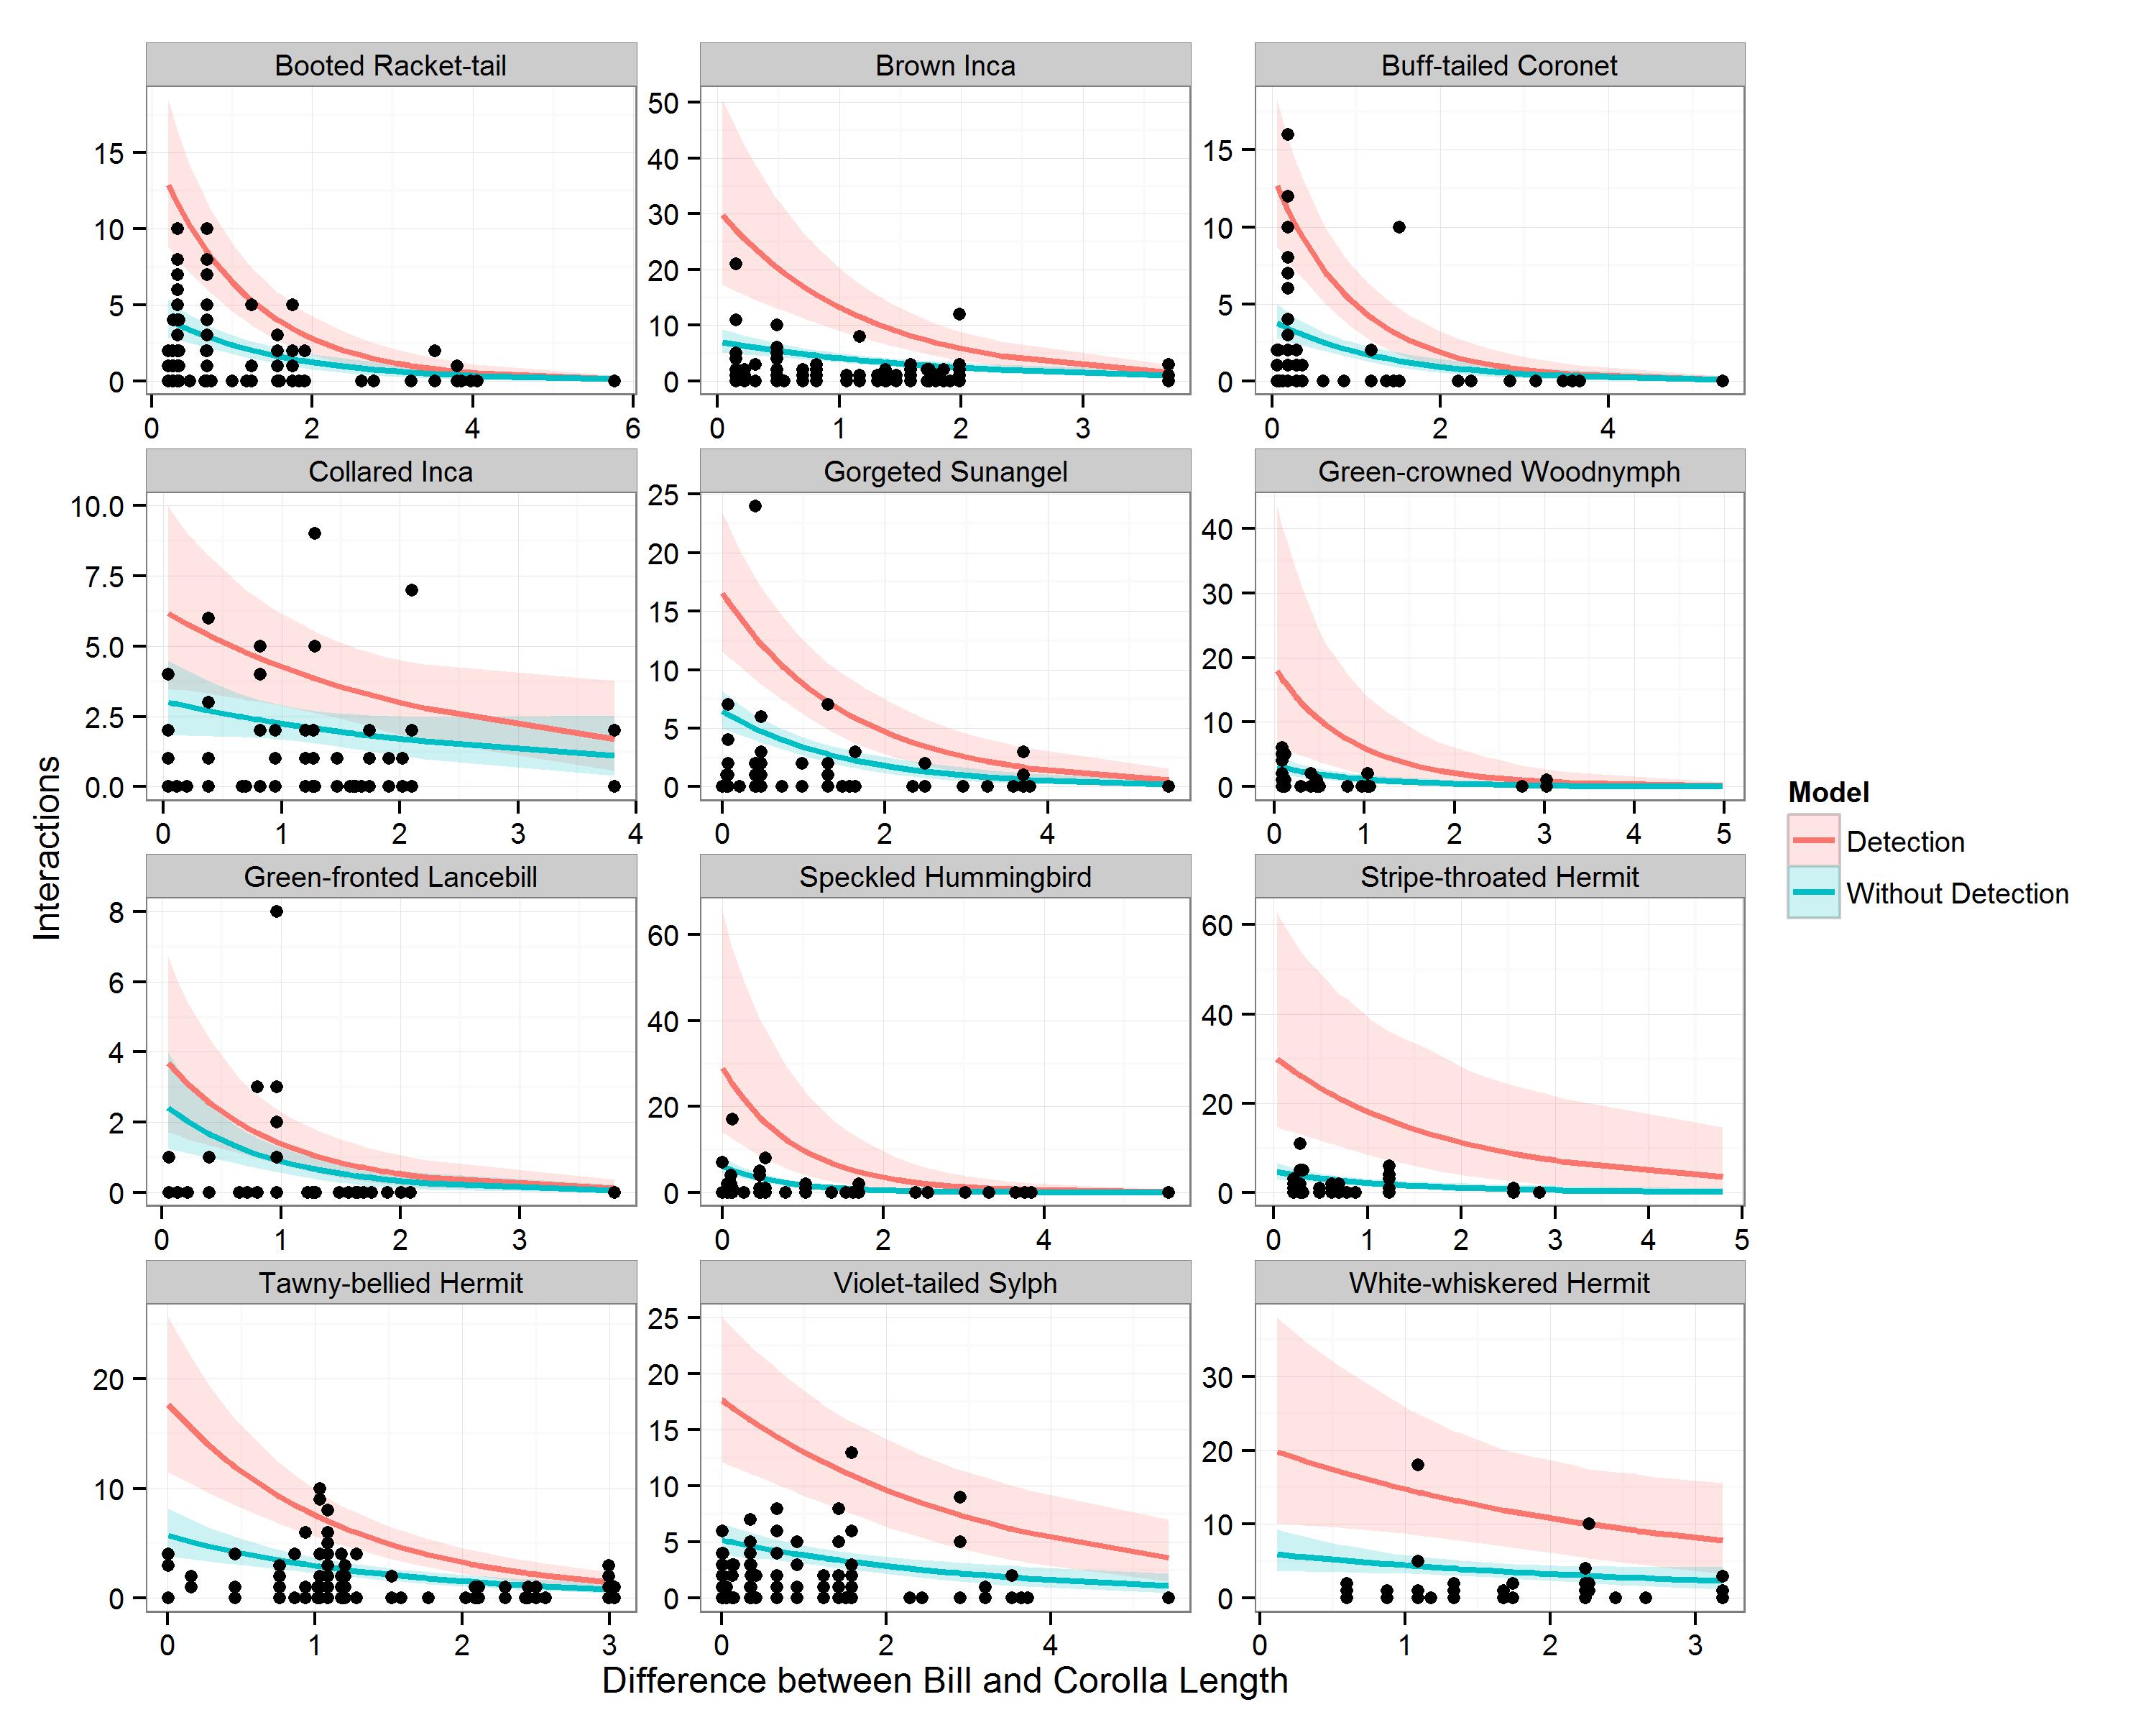 Booted Racket-tail Brown Inca Buff-tailed Coronet
15 50 15
10 40 10
5 30 5
0 20 0
10
0
0 2 4 6 0 1 2 3 0 2 4
Collared Inca Gorgeted Sunangel Green-crowned Woodnymph
10.0 25 40
7.5 20 30
5.0 15 20
2.5 10 10
0.0 5 0
0
0 1 2 3 4 0 2 4 0 1 2 3 4 5
Interactions
Model
Detection
Without Detection
Green-fronted Lancebill Speckled Hummingbird Stripe-throated Hermit
8 60 60
6 40 40
4 20 20
2 0 0
0
0 1 2 3 0 2 4 0 1 2 3 4 5
Tawny-bellied Hermit Violet-tailed Sylph White-whiskered Hermit
20 25 30
10 20 20
0 15 10
10 0
5
0
0 1 2 3 0 2 4 0 1 2 3
Difference between Bill and Corolla Length